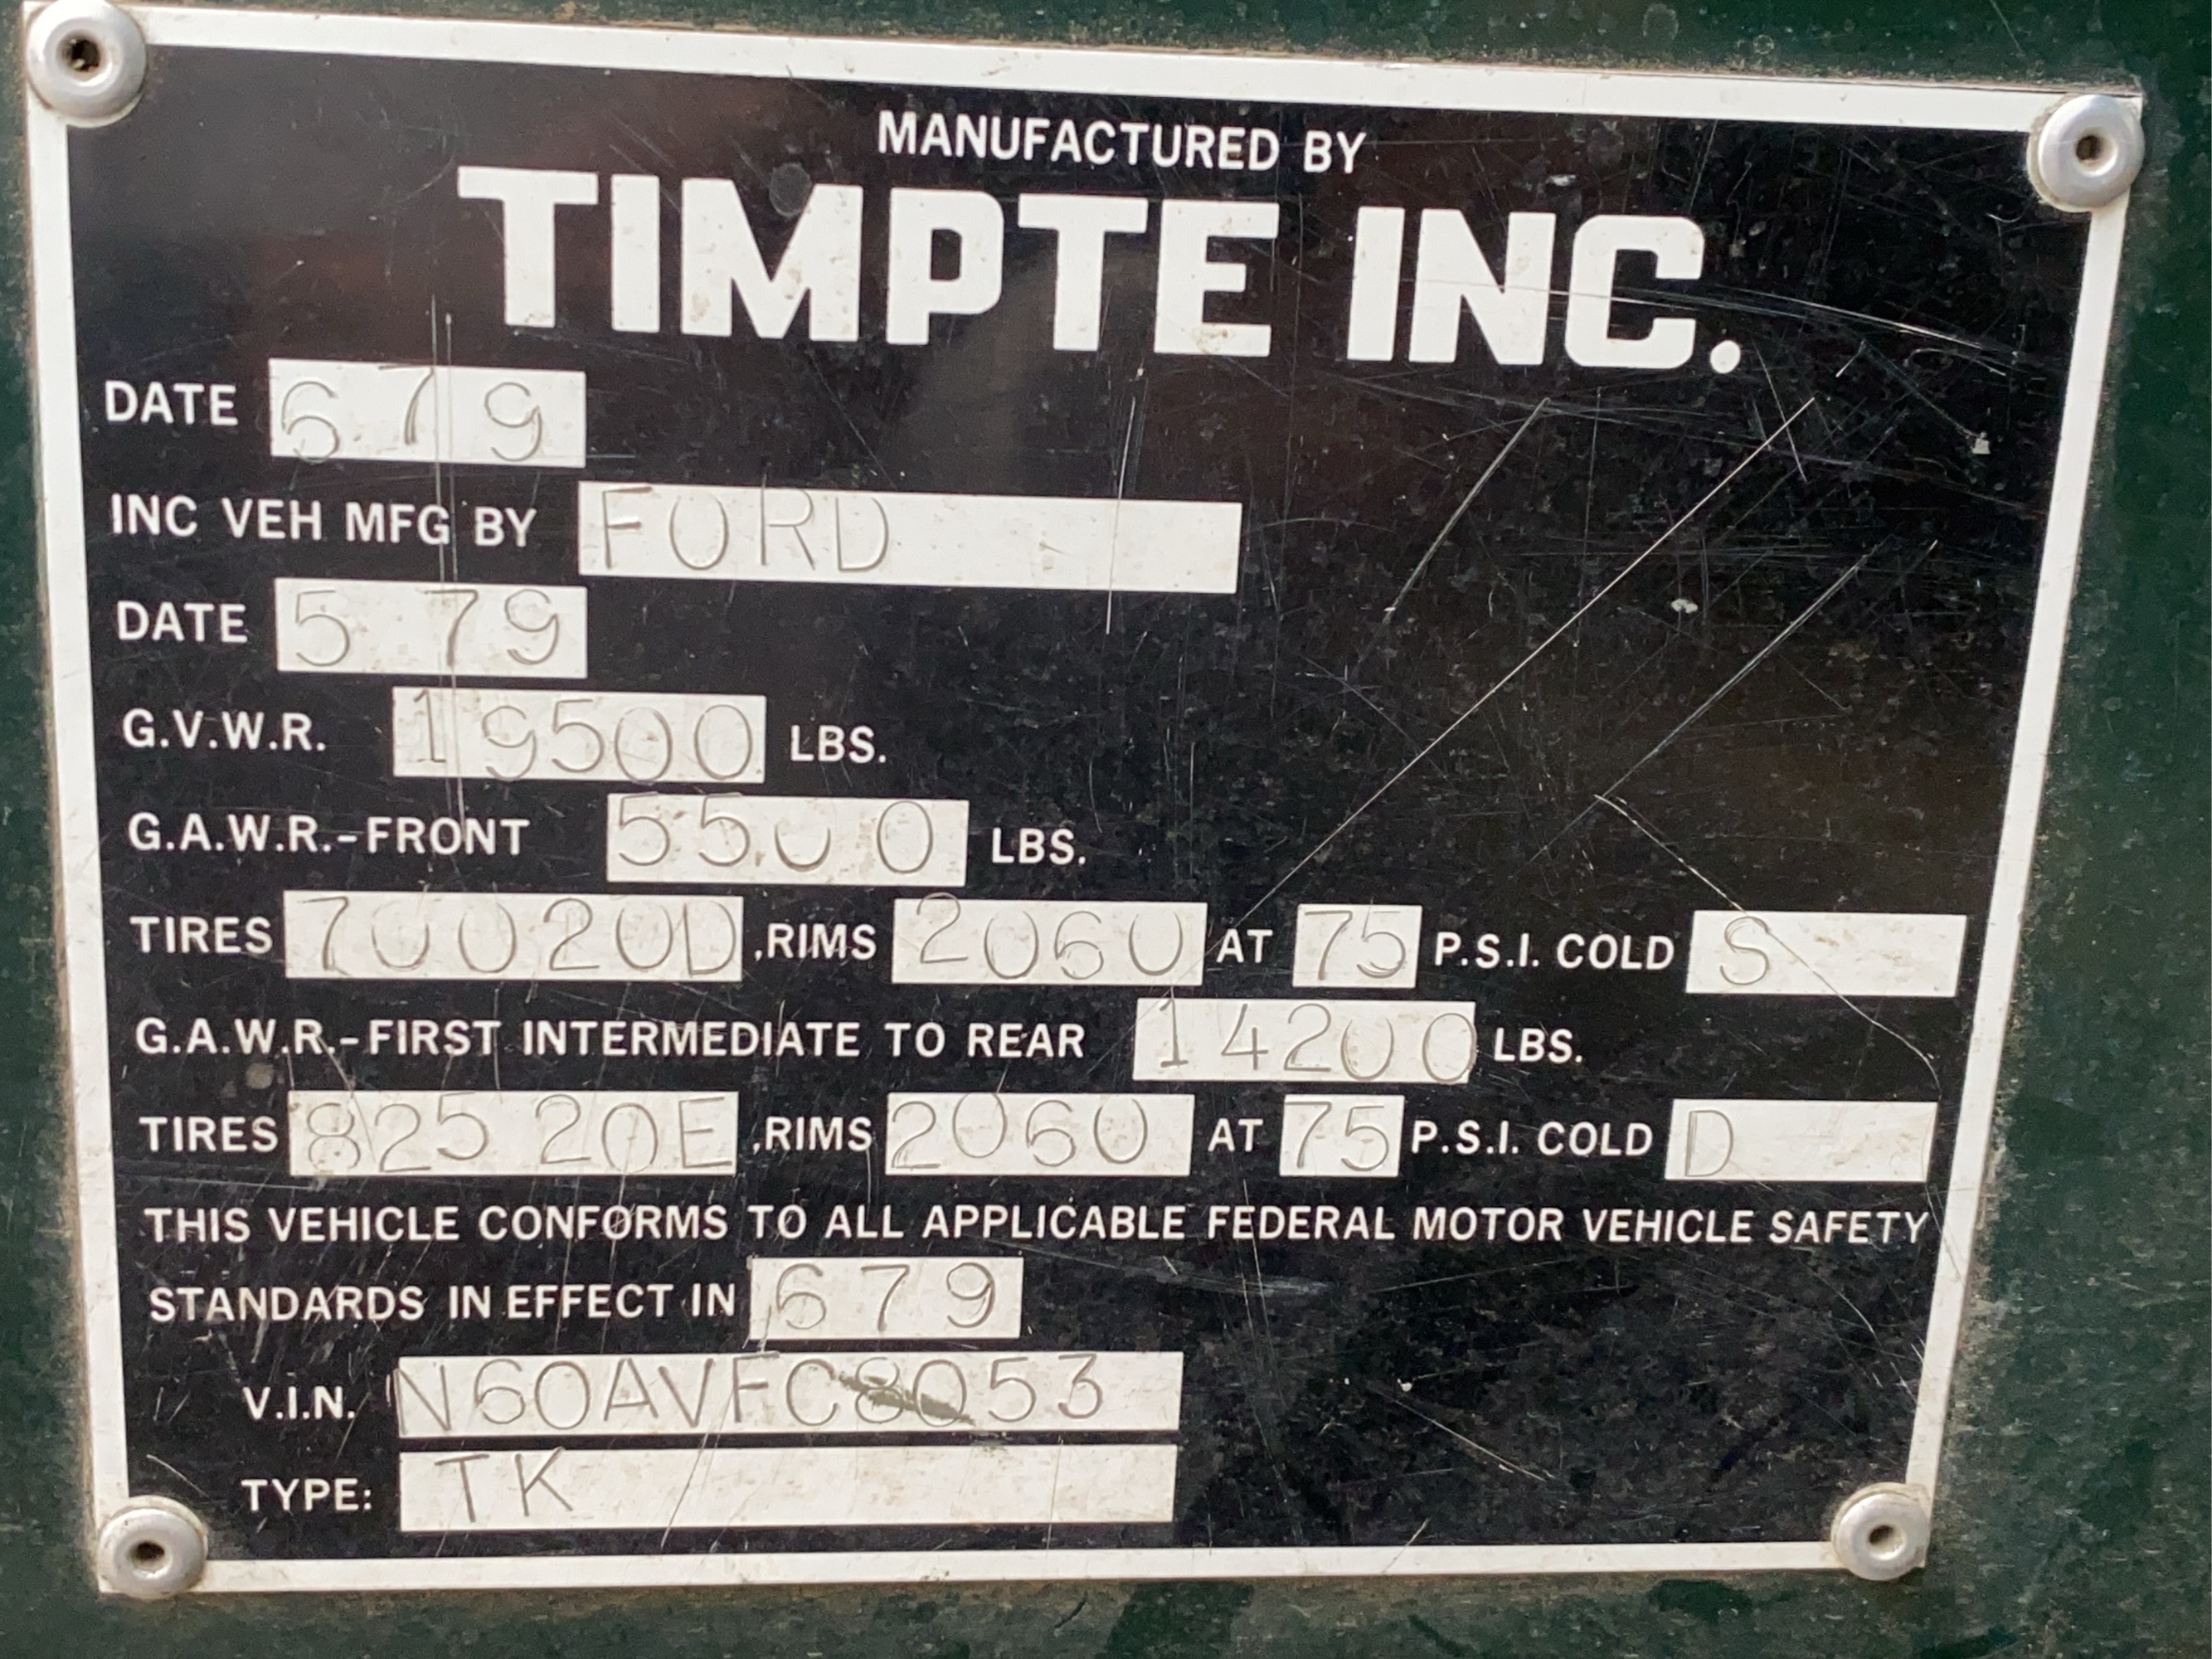 MANUFACTURED BY
TIMPTE INC.
DATE 6 7 9
INC VEH MFG BY FORD
DATE 5 79
G.V.W.R. 19500 LBS.
G.A.W.R.-FRONT 5500 LBS.
TIRES 70020D ,RIMS 2060 AT 75 P.S.I. COLD S
G.A.W.R.-FIRST INTERMEDIATE TO REAR 14200 LBS.
TIRES 825 20E ,RIMS 2060 AT 75 P.S.I. COLD D
THIS VEHICLE CONFORMS TO ALL APPLICABLE FEDERAL MOTOR VEHICLE SAFETY
STANDARDS IN EFFECT IN 679
V.I.N. N60AVFC8053
TYPE: TK